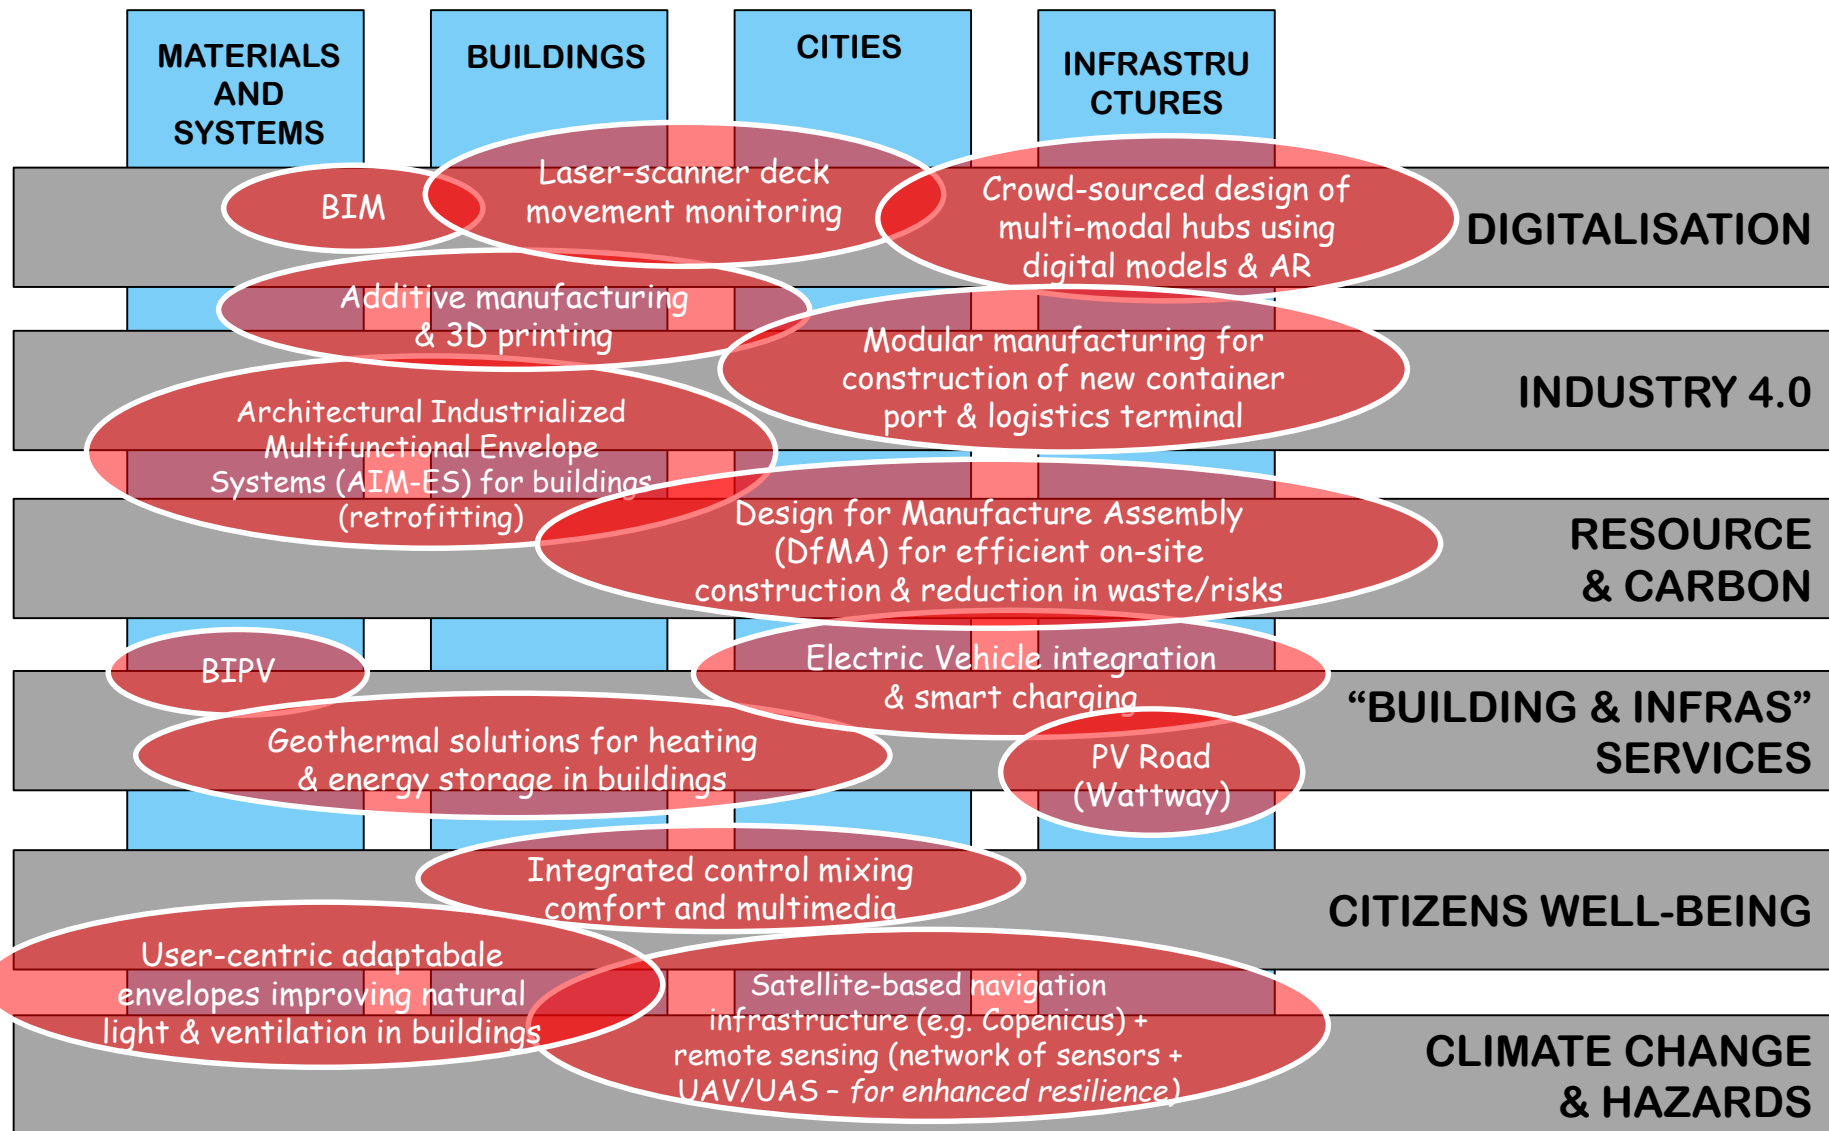 MATERIALS
AND
SYSTEMS
BUILDINGS
CITIES
INFRASTRU
CTURES
BIM
Laser-scanner deck
movement monitoring
Crowd-sourced design of
multi-modal hubs using
digital models & AR
DIGITALISATION
Additive manufacturing
& 3D printing
Modular manufacturing for
construction of new container
port & logistics terminal
INDUSTRY 4.0
Architectural Industrialized
Multifunctional Envelope
Systems (AIM-ES) for buildings
(retrofitting)
Design for Manufacture Assembly
(DfMA) for efficient on-site
construction & reduction in waste/risks
RESOURCE
& CARBON
BIPV
Electric Vehicle integration
& smart charging
“BUILDING & INFRAS”
SERVICES
Geothermal solutions for heating
& energy storage in buildings
PV Road
(Wattway)
Integrated control mixing
comfort and multimedia
CITIZENS WELL-BEING
User-centric adaptabale
envelopes improving natural
light & ventilation in buildings
Satellite-based navigation
infrastructure (e.g. Copenicus) +
remote sensing (network of sensors +
UAV/UAS – for enhanced resilience)
CLIMATE CHANGE
& HAZARDS